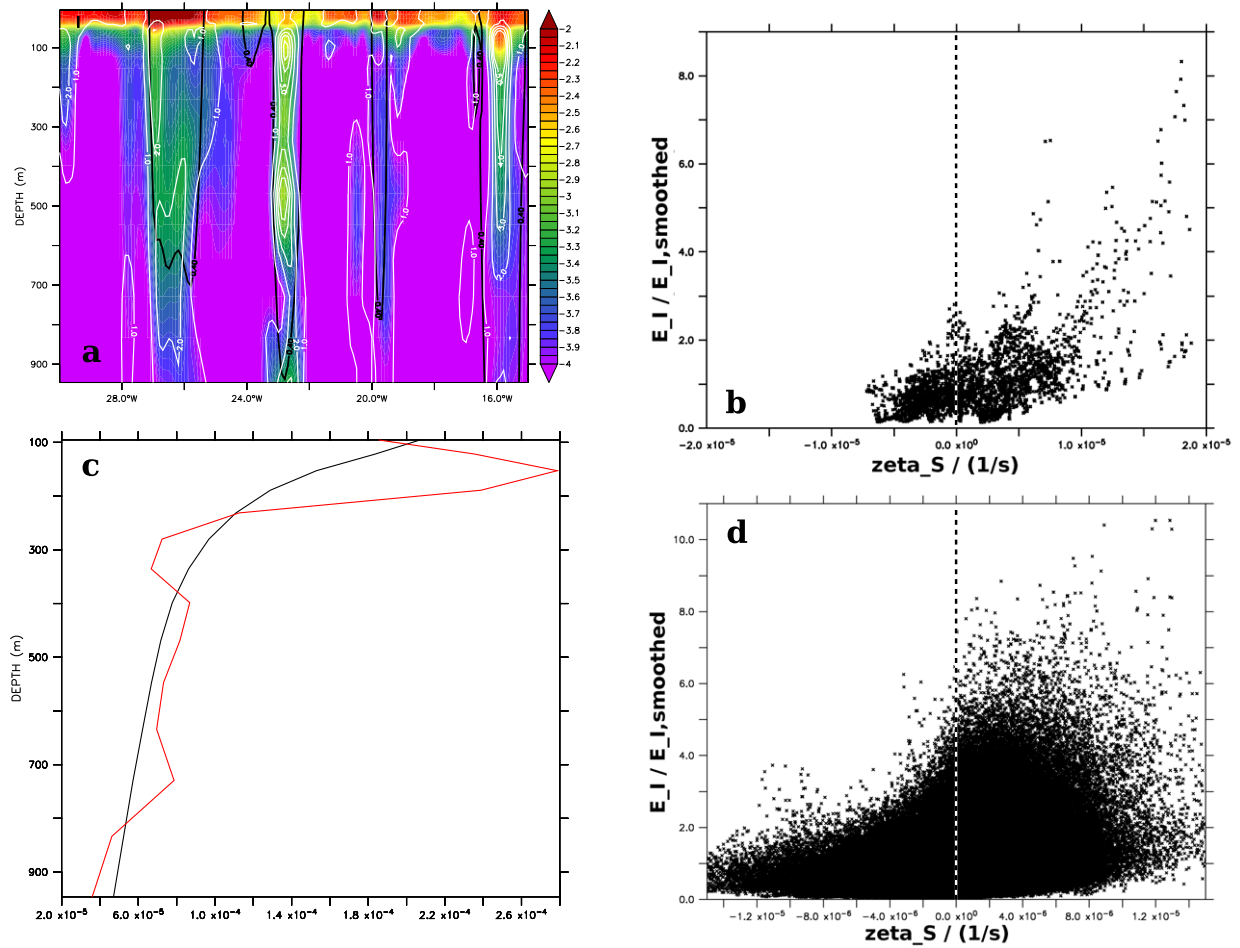 100
300
500
700
900
DEPTH (m)
28.0°W
24.0°W
20.0°W
16.0°W
a
-2
-2.1
-2.2
-2.3
-2.4
-2.5
-2.6
-2.7
-2.8
-2.9
-3
-3.1
-3.2
-3.3
-3.4
-3.5
-3.6
-3.7
-3.8
-3.9
-4
8.0
6.0
4.0
2.0
0.0
E_I / E_I,smoothed
b
-2.0 x10⁻⁵
-1.0 x10⁻⁵
0.0 x10⁰
1.0 x10⁻⁵
2.0 x10⁻⁵
zeta_S / (1/s)
100
300
500
700
900
DEPTH (m)
c
2.0 x10⁻⁵
6.0 x10⁻⁵
1.0 x10⁻⁴
1.4 x10⁻⁴
1.8 x10⁻⁴
2.2 x10⁻⁴
2.6 x10⁻⁴
10.0
8.0
6.0
4.0
2.0
0.0
E_I / E_I,smoothed
d
-1.2 x10⁻⁵
-8.0 x10⁻⁶
-4.0 x10⁻⁶
0.0 x10⁰
4.0 x10⁻⁶
8.0 x10⁻⁶
1.2 x10⁻⁵
zeta_S / (1/s)